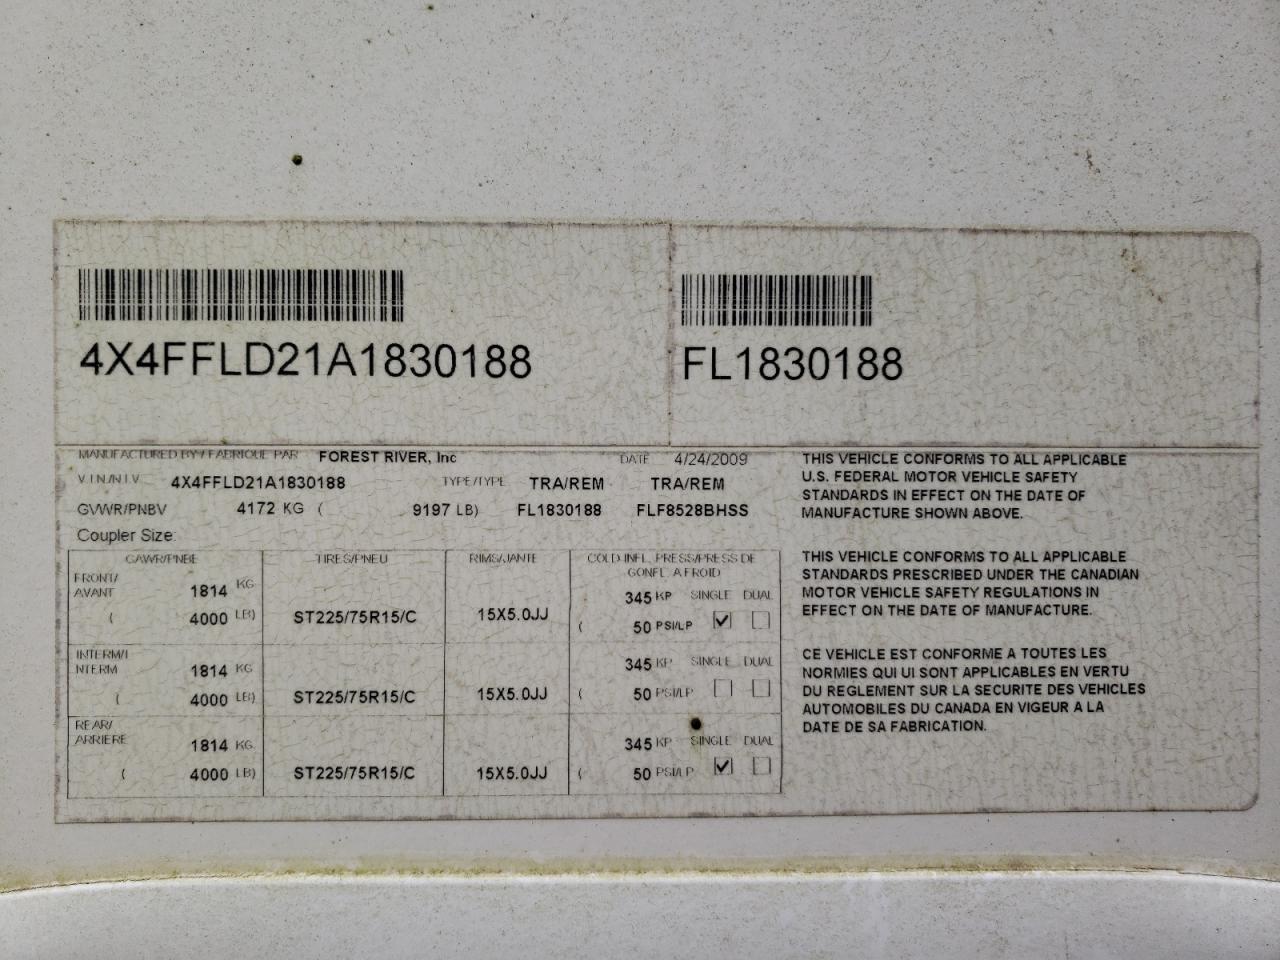 4X4FFLD21A1830188
FL1830188
MANUFACTURED BY / FABRIQUE PAR FOREST RIVER, Inc DATE 4/24/2009
V.I.N/N.I.V. 4X4FFLD21A1830188 TYPE/TYPE TRA/REM TRA/REM
GVWR/PNBV 4172 KG ( 9197 LB) FL1830188 FLF8528BHSS
Coupler Size:
GAWR/PNBE TIRES/PNEU RIMS/JANTE COLD INFL. PRESS/PRESS DE
GONFL. A FROID
FRONT/
AVANT 1814 KG 345 KP SINGLE DUAL
( 4000 LB) ST225/75R15/C 15X5.0JJ ( 50 PSI/LP
INTERM/I
NTERM 1814 KG 345 KP SINGLE DUAL
( 4000 LB) ST225/75R15/C 15X5.0JJ ( 50 PSI/LP
REAR/
ARRIERE 1814 KG 345 KP SINGLE DUAL
( 4000 LB) ST225/75R15/C 15X5.0JJ ( 50 PSI/LP
THIS VEHICLE CONFORMS TO ALL APPLICABLE
U.S. FEDERAL MOTOR VEHICLE SAFETY
STANDARDS IN EFFECT ON THE DATE OF
MANUFACTURE SHOWN ABOVE.
THIS VEHICLE CONFORMS TO ALL APPLICABLE
STANDARDS PRESCRIBED UNDER THE CANADIAN
MOTOR VEHICLE SAFETY REGULATIONS IN
EFFECT ON THE DATE OF MANUFACTURE.
CE VEHICLE EST CONFORME A TOUTES LES
NORMIES QUI UI SONT APPLICABLES EN VERTU
DU REGLEMENT SUR LA SECURITE DES VEHICLES
AUTOMOBILES DU CANADA EN VIGEUR A LA
DATE DE SA FABRICATION.